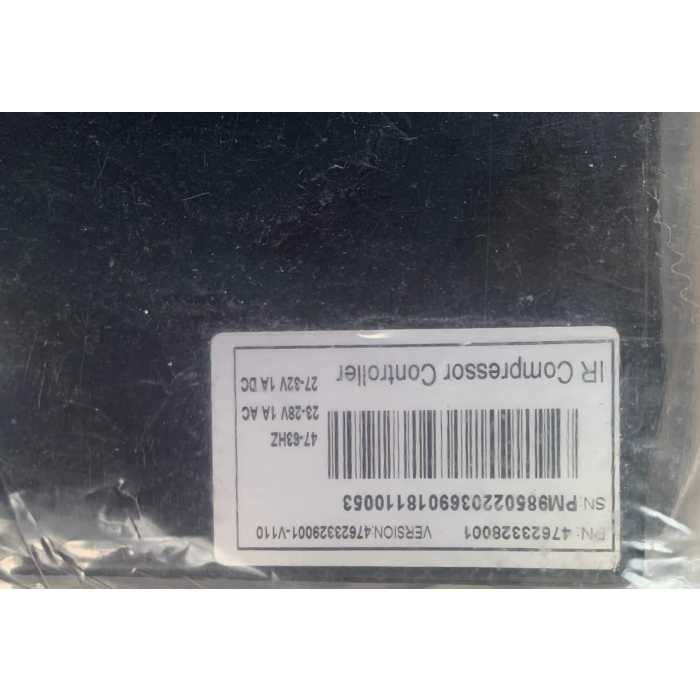 PN: 47623328001 VERSION:47623329001-V110
SN:PM9850220369018110053
47-63HZ
23-28V 1A AC
IR Compressor Controller 27-32V 1A DC